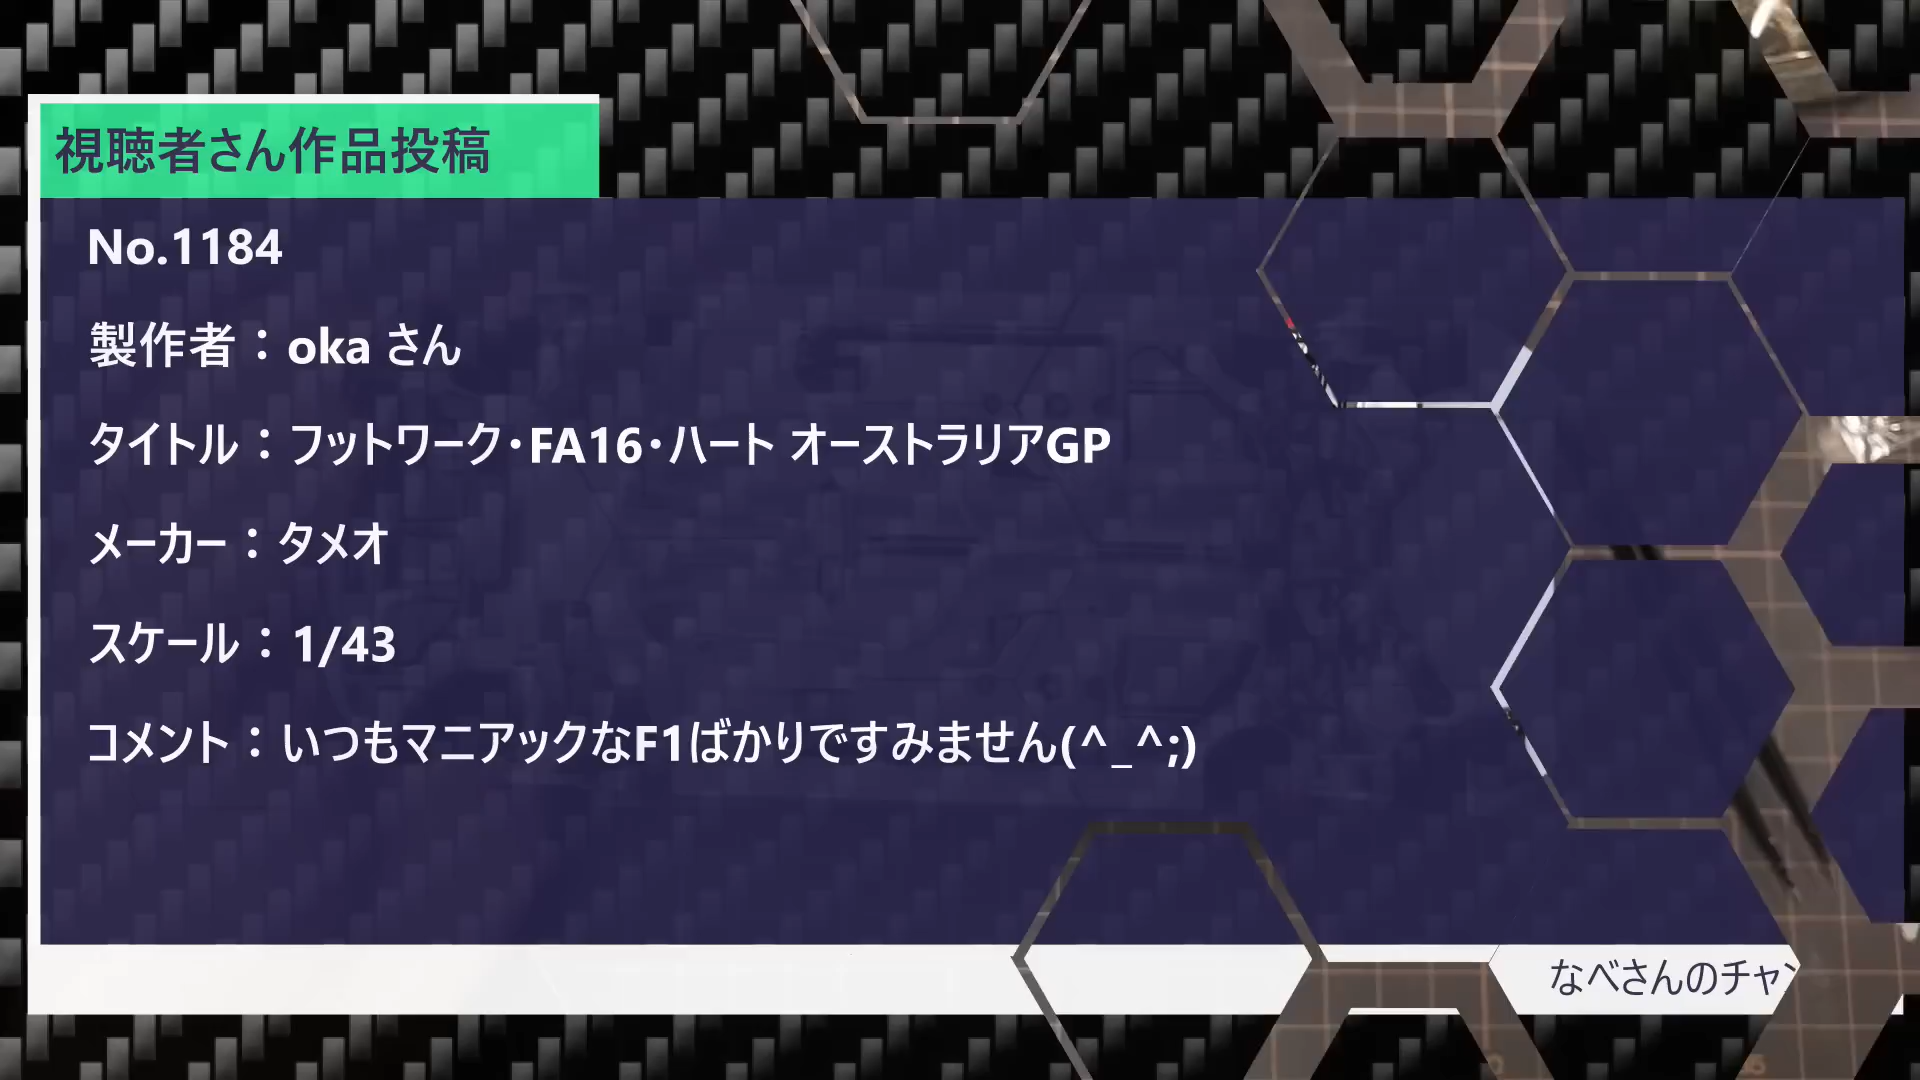 視聴者さん作品投稿
No.1184
製作者：oka さん
タイトル：フットワーク・FA16・ハート オーストラリアGP
メーカー：タメオ
スケール：1/43
コメント：いつもマニアックなF1ばかりですみません(^_^;)
なべさんのチャ